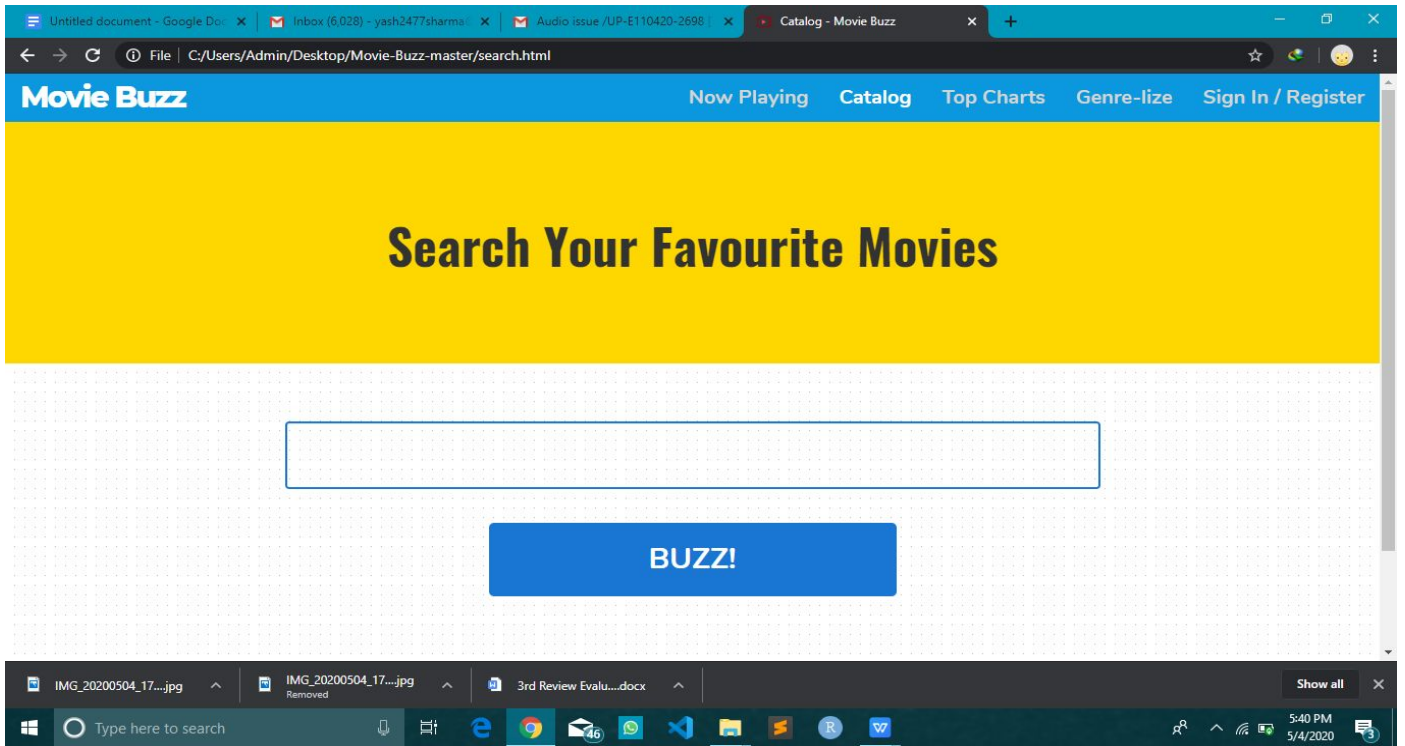 Untitled document - Google Doc
Inbox (6,028) - yash2477sharma
Audio issue /UP-E110420-2698
Catalog - Movie Buzz
File | C:/Users/Admin/Desktop/Movie-Buzz-master/search.html
Movie Buzz
Now Playing Catalog Top Charts Genre-lize Sign In / Register
Search Your Favourite Movies
BUZZ!
IMG_20200504_17....jpg
IMG_20200504_17....jpg
Removed
3rd Review Evalu....docx
Show all
Type here to search
46
R
W
5:40 PM
5/4/2020
3